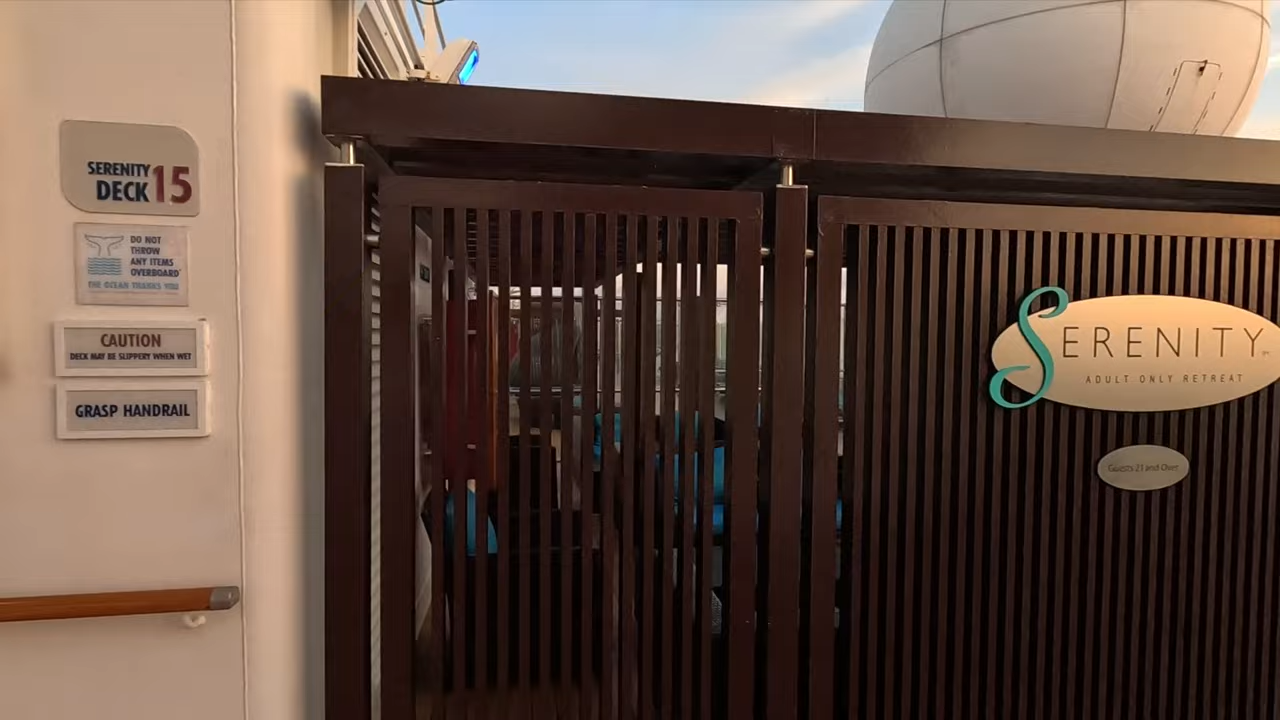 SERENITY
DECK 15
DO NOT
THROW
ANY ITEMS
OVERBOARD
THE OCEAN THANKS YOU
CAUTION
DECK MAY BE SLIPPERY WHEN WET
GRASP HANDRAIL
SERENITY
ADULT ONLY RETREAT
Guests 21 and Over